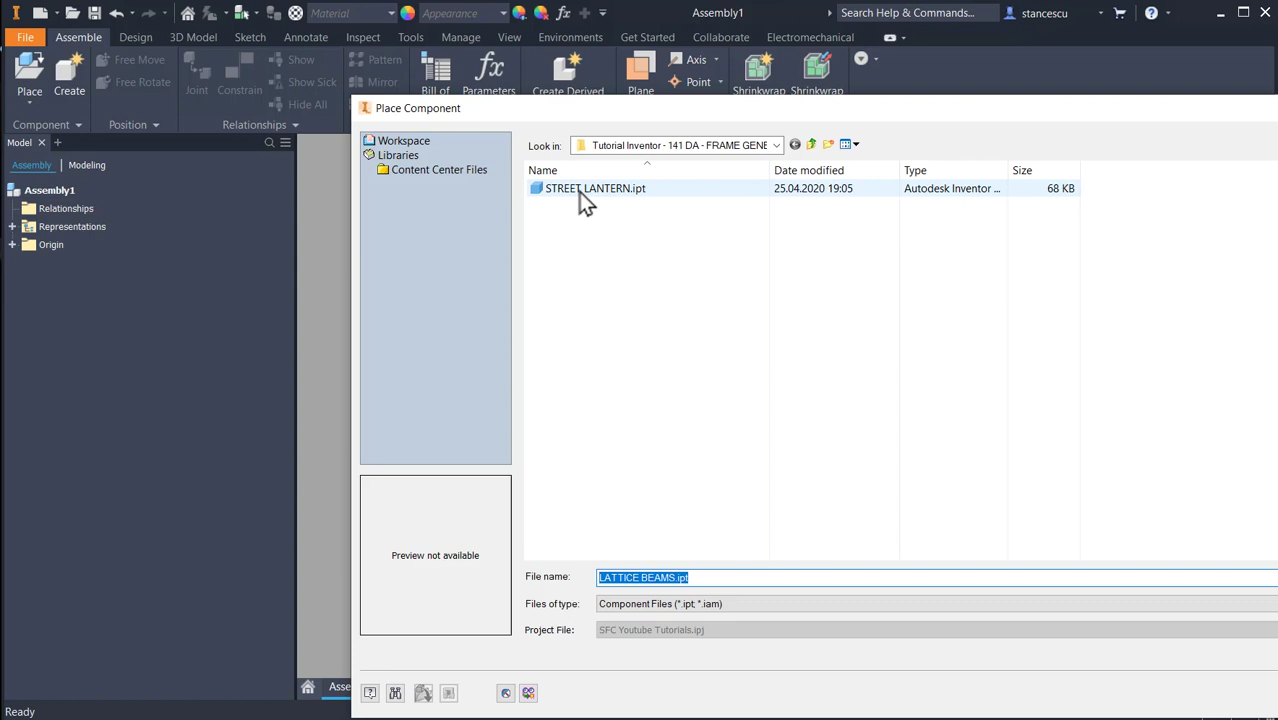 Material
Appearance
Assembly1
Search Help & Commands...
stancescu
File
Assemble
Design
3D Model
Sketch
Annotate
Inspect
Tools
Manage
View
Environments
Get Started
Collaborate
Electromechanical
Place
Create
Free Move
Free Rotate
Joint
Constrain
Show
Show Sick
Hide All
Pattern
Mirror
Bill of
Parameters
Create Derived
Plane
Axis
Point
Shrinkwrap
Shrinkwrap
Component
Position
Relationships
Place Component
Model
Assembly
Modeling
Assembly1
Relationships
Representations
Origin
Workspace
Libraries
Content Center Files
Look in:
Tutorial Inventor - 141 DA - FRAME GENE
Name
Date modified
Type
Size
STREET LANTERN.ipt
25.04.2020 19:05
Autodesk Inventor ...
68 KB
Preview not available
File name:
LATTICE BEAMS.ipt
Files of type:
Component Files (*.ipt; *.iam)
Project File:
SFC Youtube Tutorials.ipj
Asse
Ready